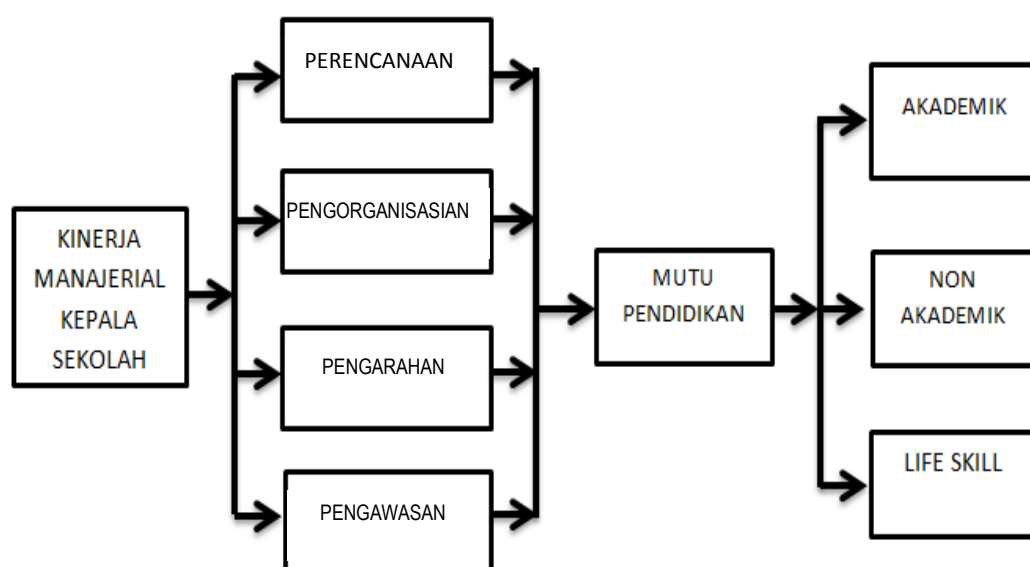 KINERJA
MANAJERIAL
KEPALA
SEKOLAH
PERENCANAAN
PENGORGANISASIAN
PENGARAHAN
PENGAWASAN
MUTU
PENDIDIKAN
AKADEMIK
NON
AKADEMIK
LIFE SKILL